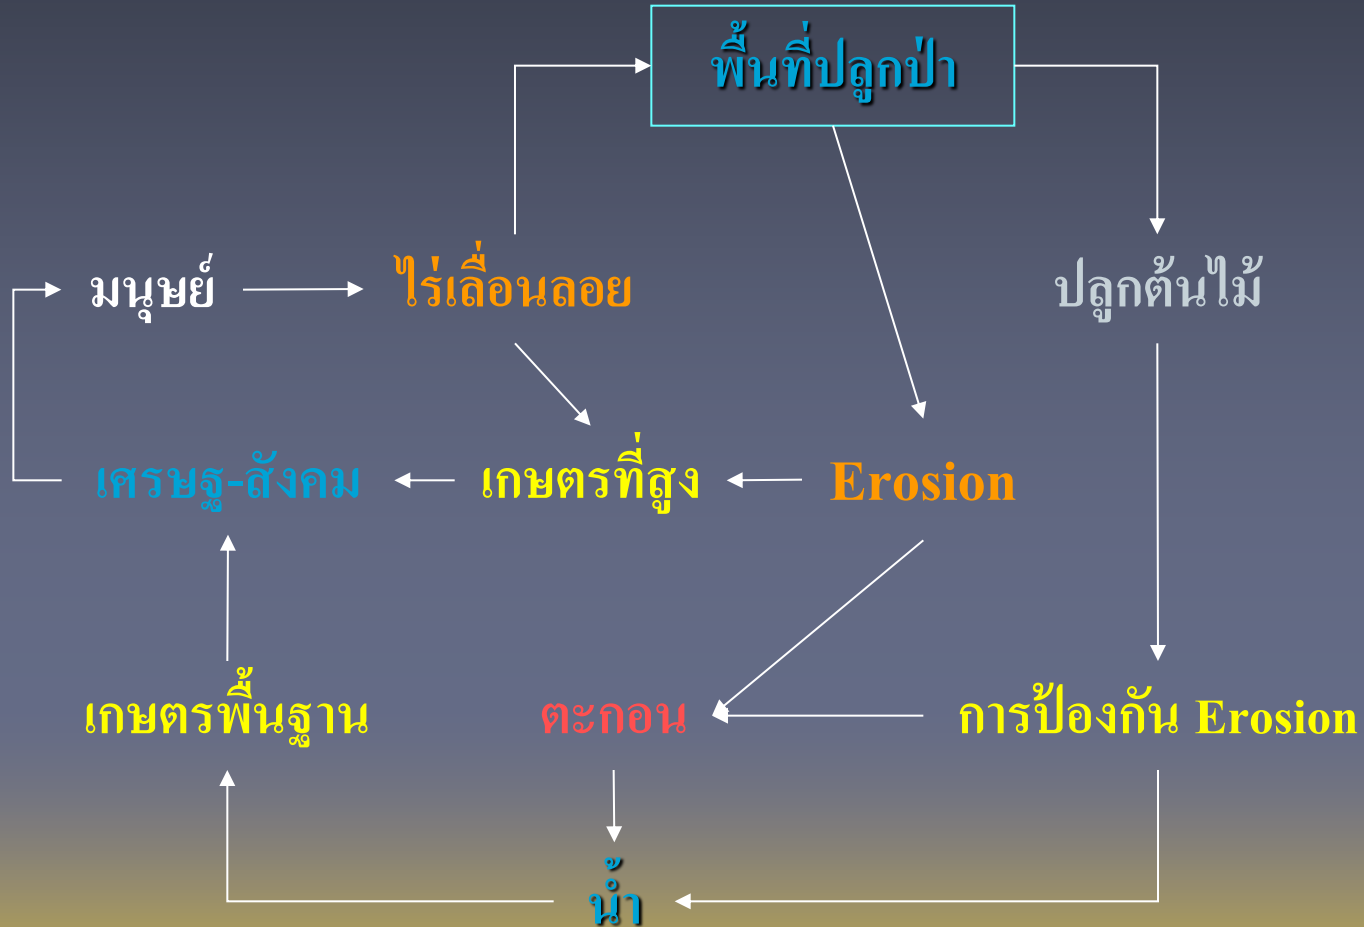 พื้นที่ปลูกป่า
มนุษย์
ไร่เลื่อนลอย
ปลูกต้นไม้
เศรษฐ-สังคม
เกษตรที่สูง
Erosion
เกษตรพื้นฐาน
ตะกอน
การป้องกัน Erosion
น้ำ